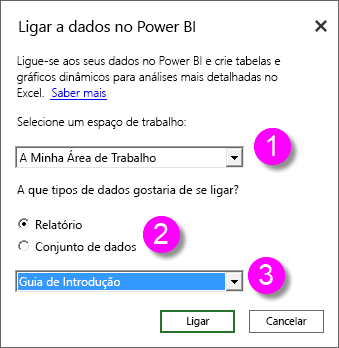 Ligar a dados no Power BI
Ligue-se aos seus dados no Power BI e crie tabelas e
gráficos dinâmicos para análises mais detalhadas no
Excel. Saber mais
Selecione um espaço de trabalho:
1
A Minha Área de Trabalho
A que tipos de dados gostaria de se ligar?
Relatório
2
Conjunto de dados
3
Guia de Introdução
Ligar
Cancelar